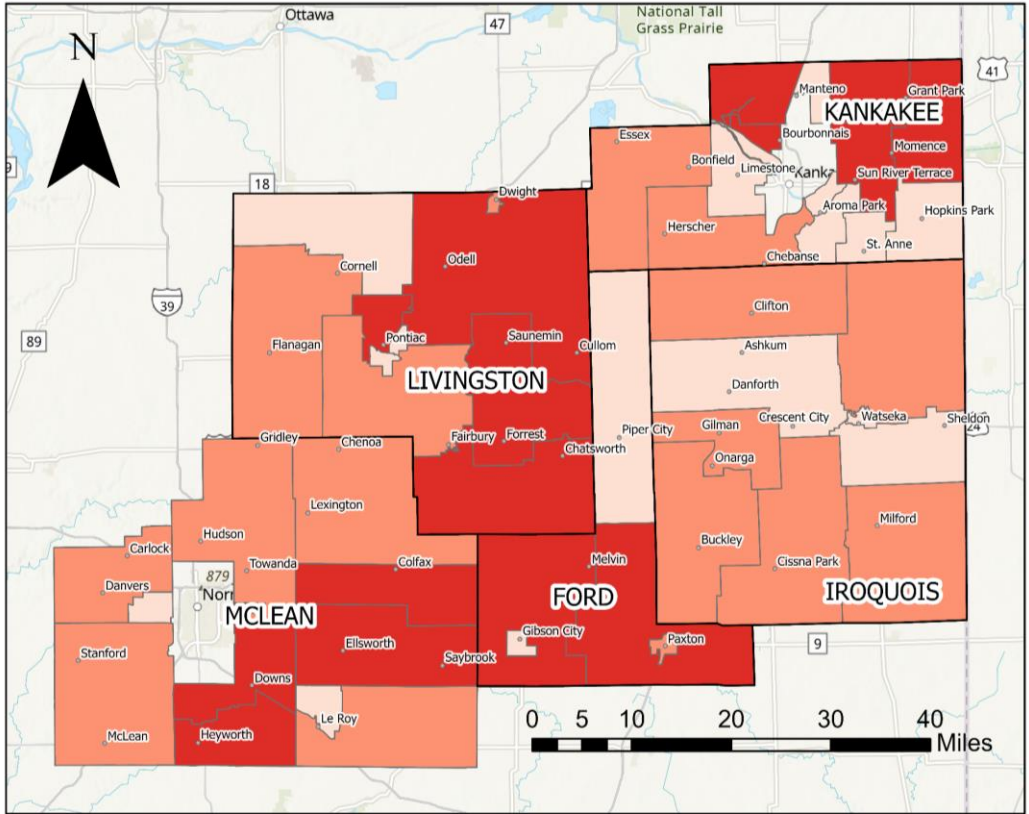 Ottawa
47
National Tall
Grass Prairie
N
41
Manteno
Grant Park
KANKAKEE
Essex
Bourbonnais
Momence
9
Bonfield
Limestone
Kanka
Sun River Terrace
18
Dwight
Aroma Park
Hopkins Park
Herscher
St. Anne
Chebanse
Odell
Cornell
39
Clifton
89
Pontiac
Saunemin
Flanagan
Cullom
Ashkum
LIVINGSTON
Danforth
Crescent City
Watseka
Sheldon
24
Gridley
Chenoa
Fairbury
Forrest
Piper City
Gilman
Chatsworth
Onarga
Lexington
Milford
Hudson
Carlock
Buckley
Towanda
Colfax
Melvin
Cissna Park
879
Danvers
Norr
FORD
IROQUOIS
MCLEAN
Gibson City
Paxton
9
Ellsworth
Stanford
Saybrook
Downs
Le Roy
McLean
Heyworth
0 5 10 20 30 40
Miles